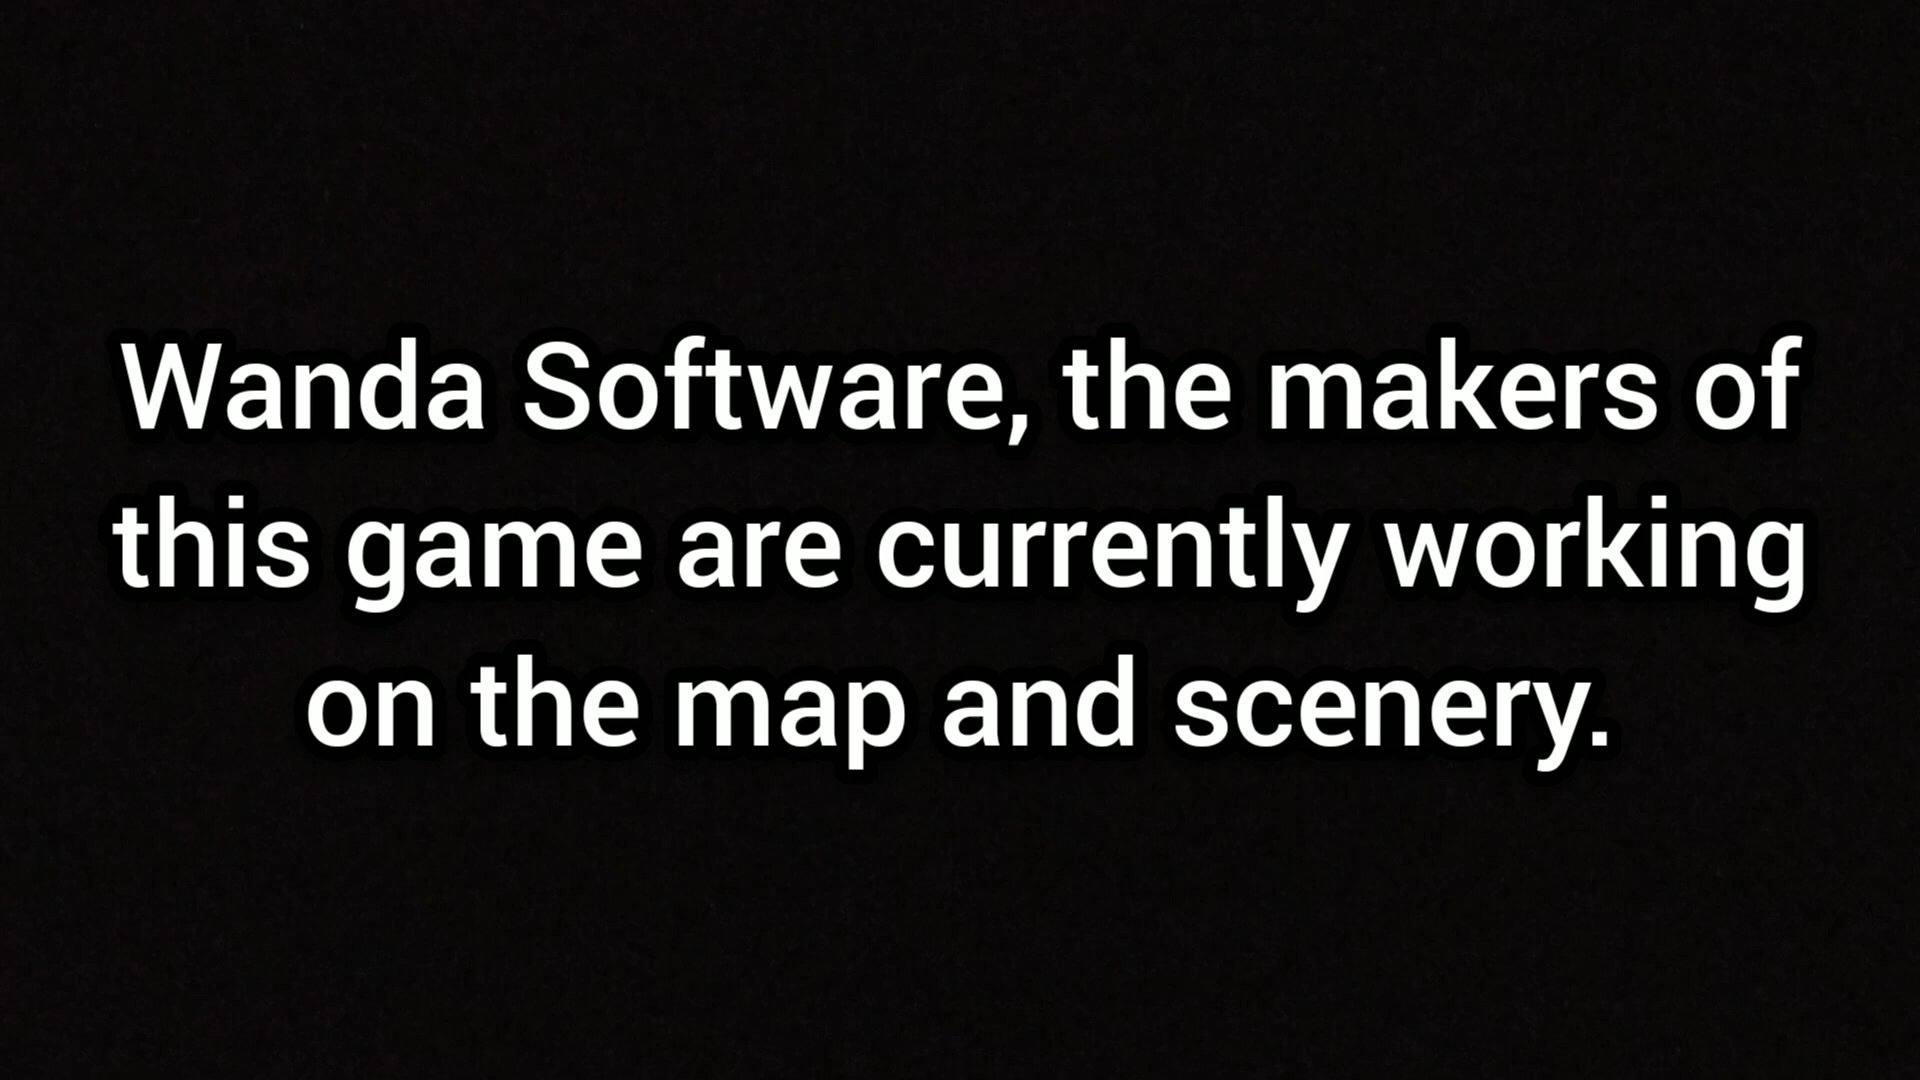 Wanda Software, the makers of
this game are currently working
on the map and scenery.